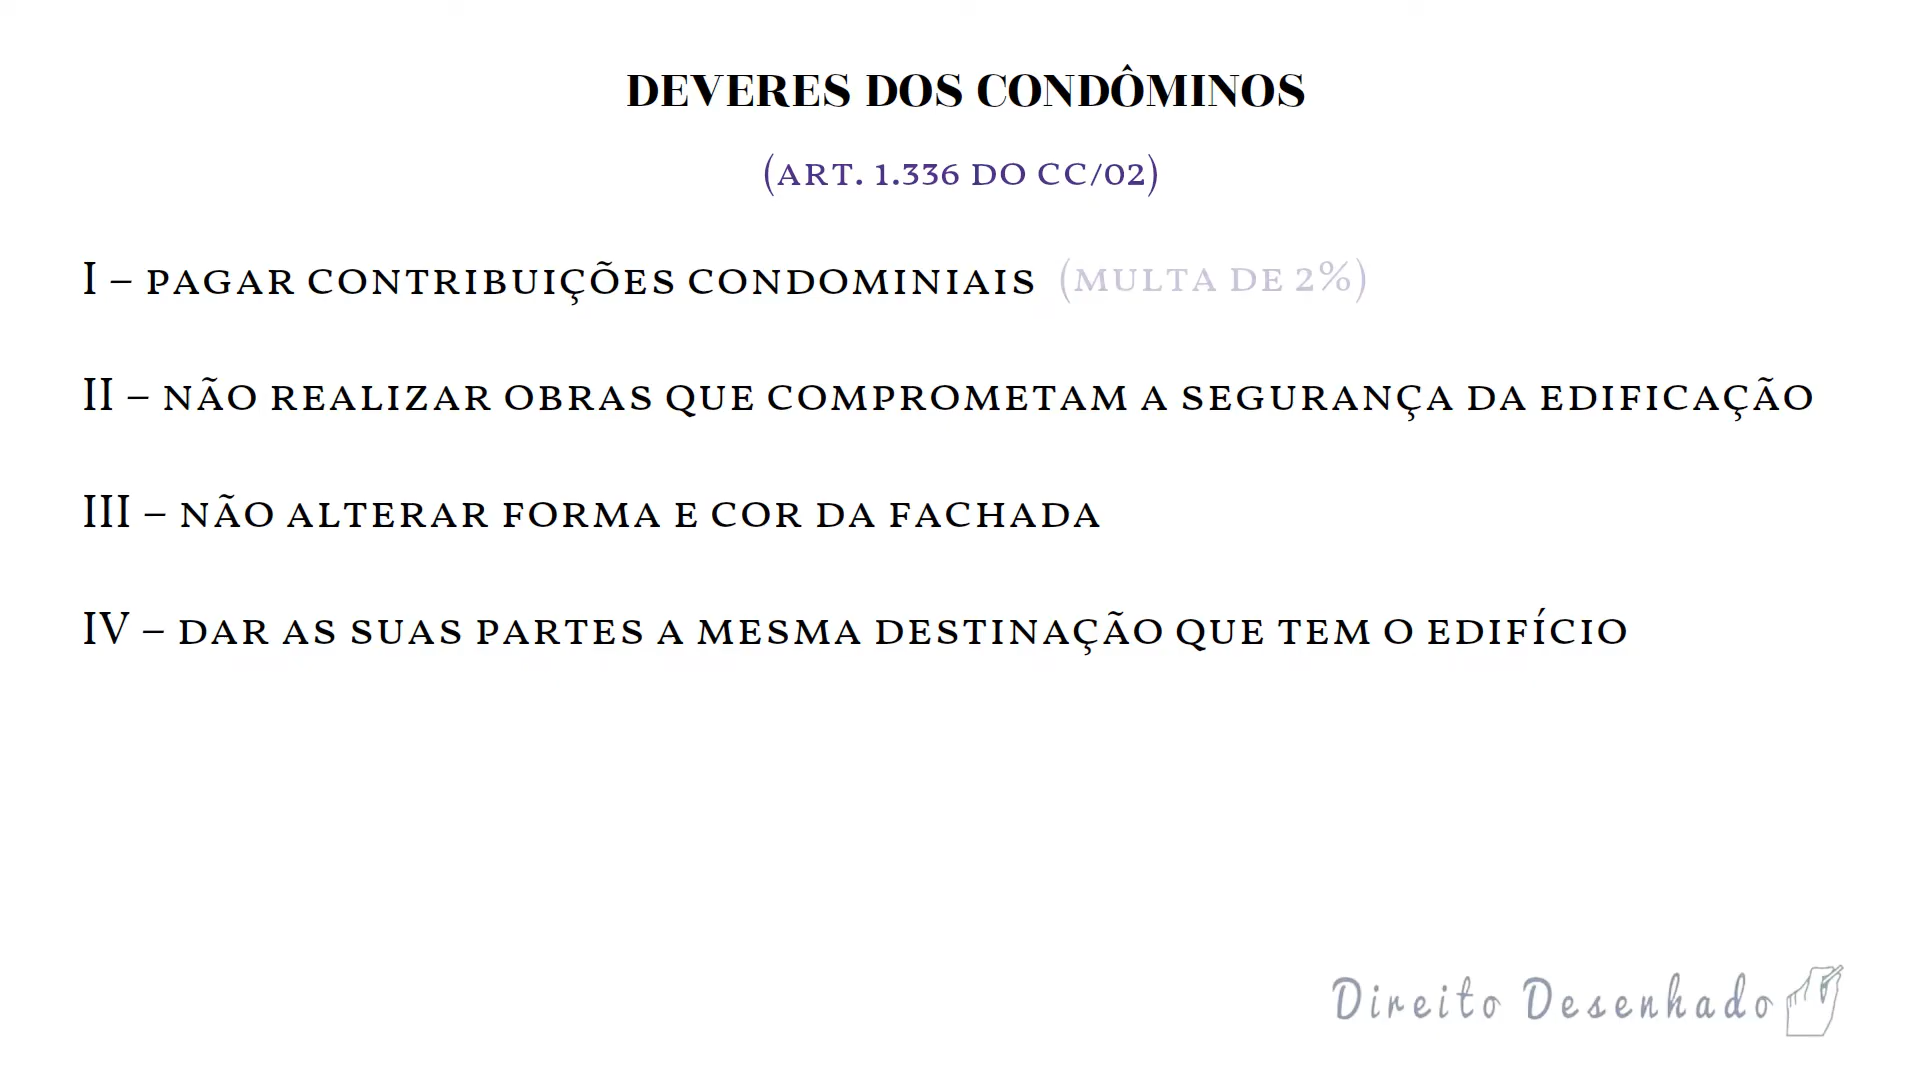 DEVERES DOS CONDÔMINOS
(ART. 1.336 DO CC/02)
I – PAGAR CONTRIBUIÇÕES CONDOMINIAIS (MULTA DE 2%)
II – NÃO REALIZAR OBRAS QUE COMPROMETAM A SEGURANÇA DA EDIFICAÇÃO
III – NÃO ALTERAR FORMA E COR DA FACHADA
IV – DAR AS SUAS PARTES A MESMA DESTINAÇÃO QUE TEM O EDIFÍCIO
Direito Desenhado